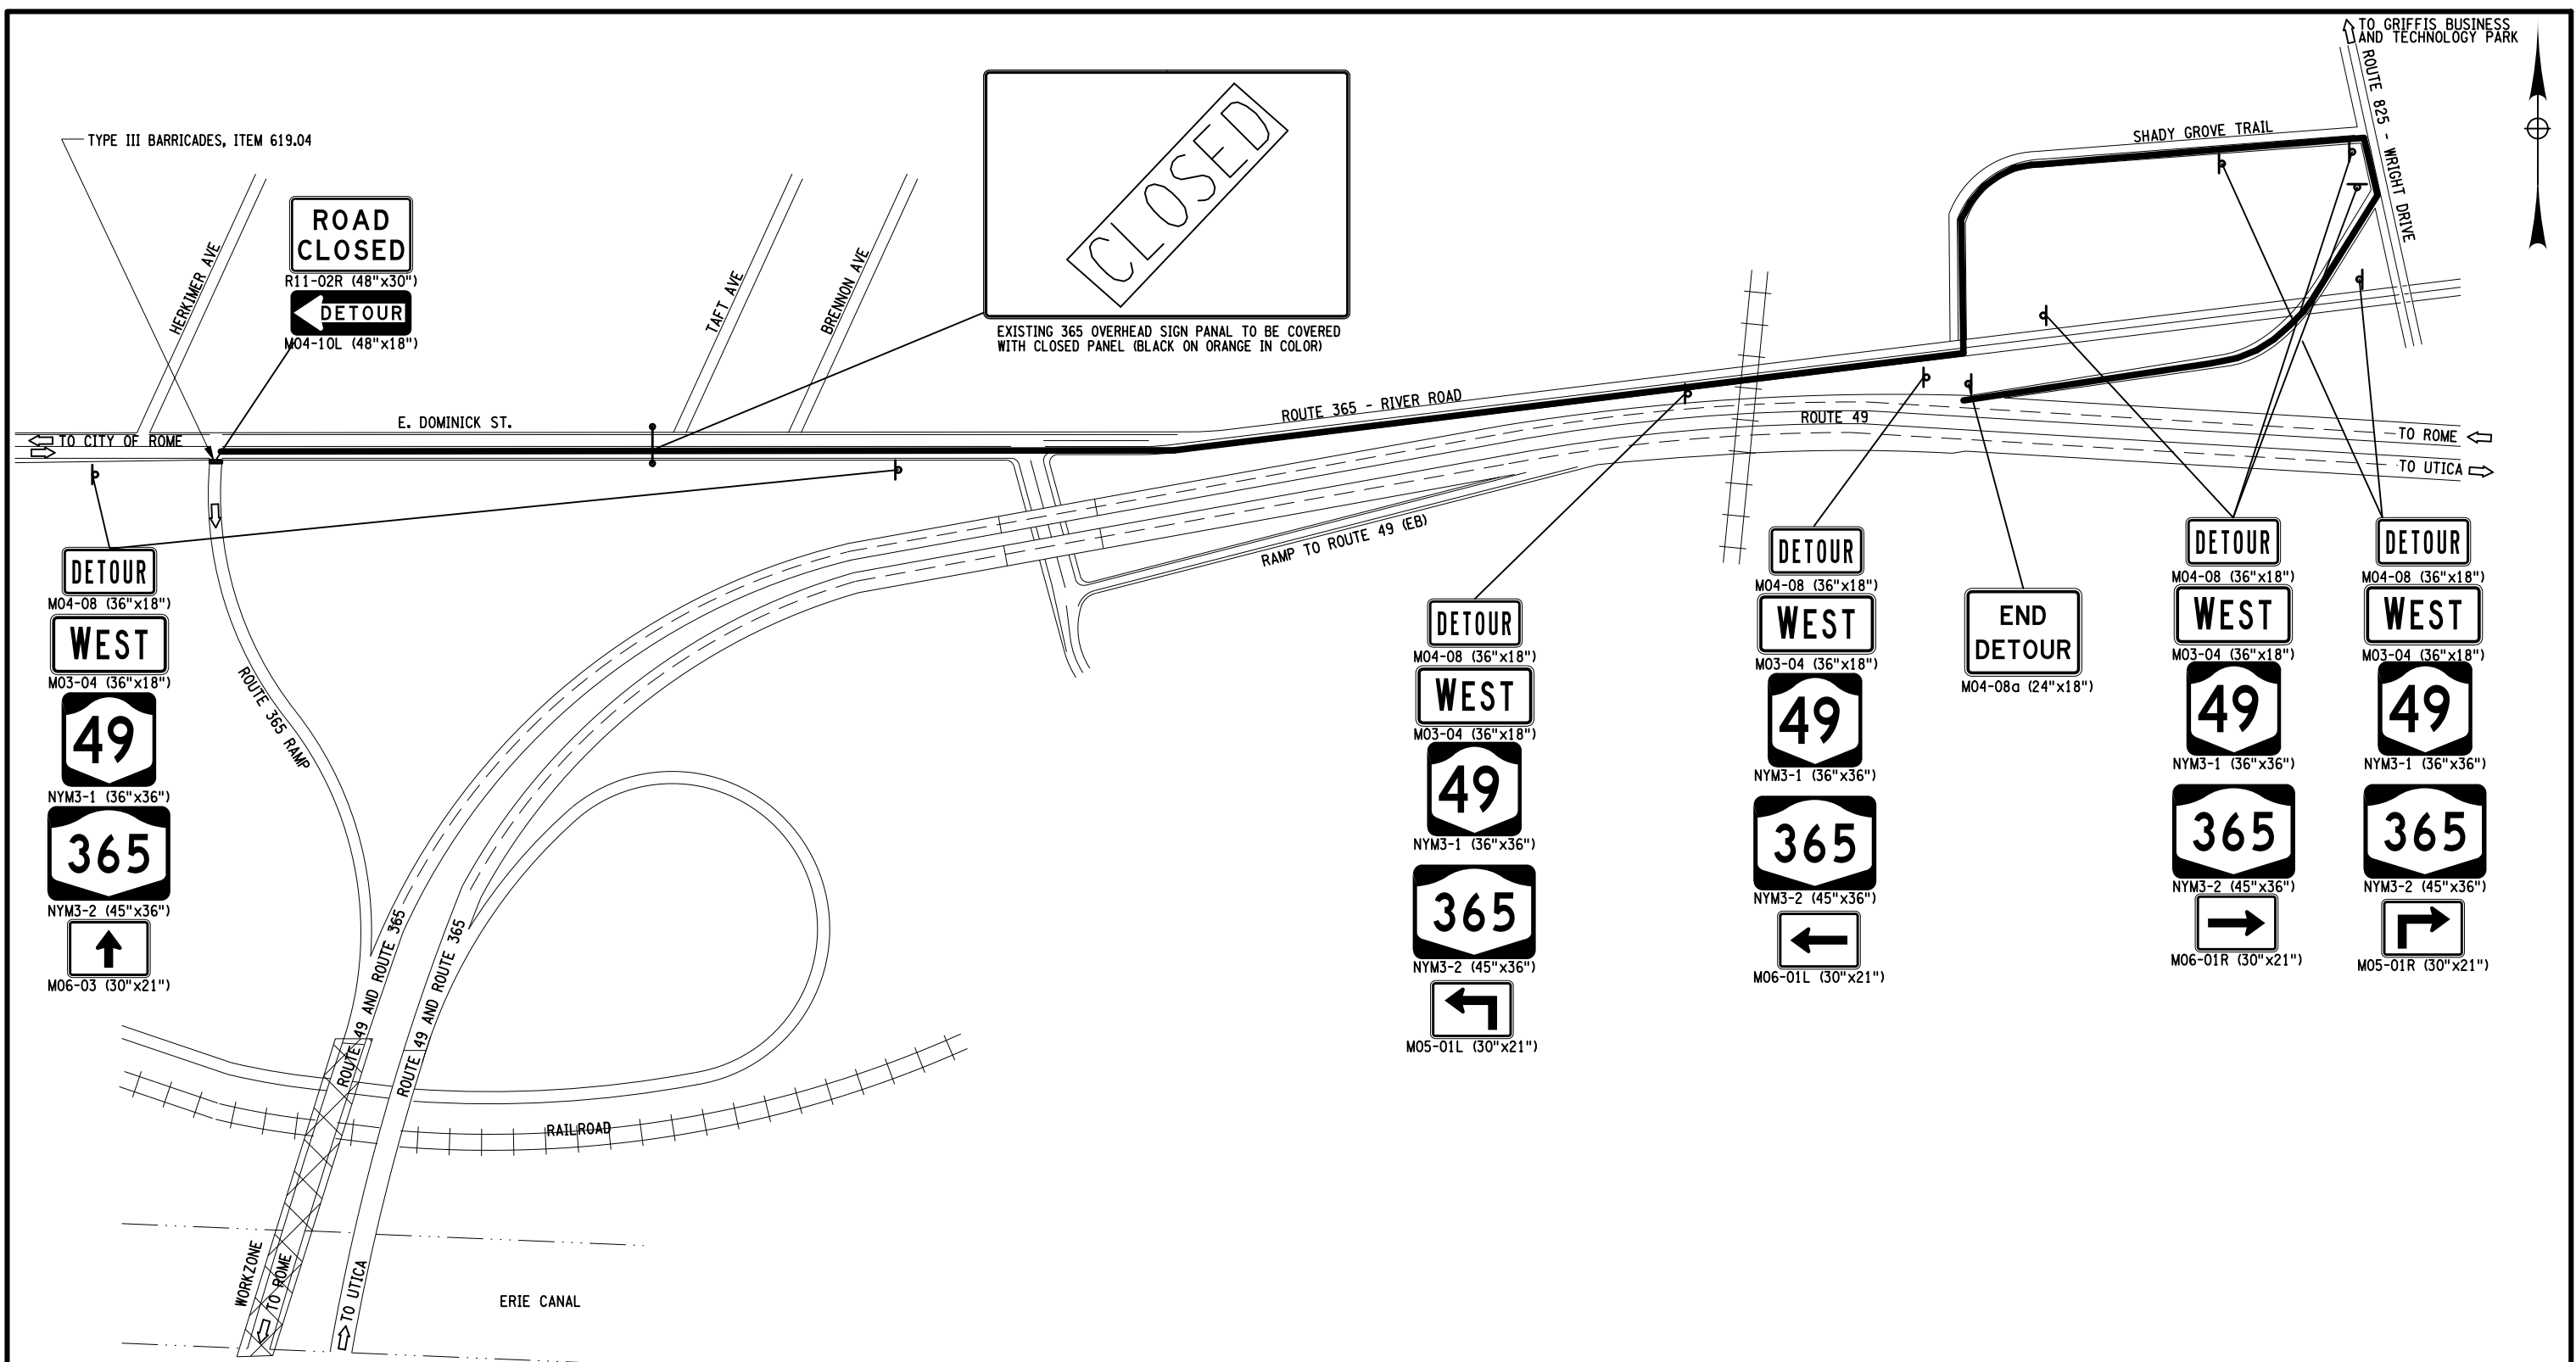 TO GRIFFIS BUSINESS
AND TECHNOLOGY PARK
ROUTE 825 - WRIGHT DRIVE
SHADY GROVE TRAIL
TYPE III BARRICADES, ITEM 619.04
ROAD
CLOSED
R11-02R (48"x30")
DETOUR
M04-10L (48"x18")
HERKIMER AVE
TAFT AVE
BRENNON AVE
CLOSED
EXISTING 365 OVERHEAD SIGN PANAL TO BE COVERED
WITH CLOSED PANEL (BLACK ON ORANGE IN COLOR)
E. DOMINICK ST.
TO CITY OF ROME
ROUTE 365 - RIVER ROAD
ROUTE 49
TO ROME
TO UTICA
RAMP TO ROUTE 49 (EB)
ROUTE 365 RAMP
DETOUR
M04-08 (36"x18")
WEST
M03-04 (36"x18")
49
NYM3-1 (36"x36")
365
NYM3-2 (45"x36")
M06-03 (30"x21")
DETOUR
M04-08 (36"x18")
WEST
M03-04 (36"x18")
49
NYM3-1 (36"x36")
365
NYM3-2 (45"x36")
M05-01L (30"x21")
DETOUR
M04-08 (36"x18")
WEST
M03-04 (36"x18")
49
NYM3-1 (36"x36")
365
NYM3-2 (45"x36")
M06-01L (30"x21")
END
DETOUR
M04-08a (24"x18")
DETOUR
M04-08 (36"x18")
WEST
M03-04 (36"x18")
49
NYM3-1 (36"x36")
365
NYM3-2 (45"x36")
M06-01R (30"x21")
DETOUR
M04-08 (36"x18")
WEST
M03-04 (36"x18")
49
NYM3-1 (36"x36")
365
NYM3-2 (45"x36")
M05-01R (30"x21")
ROUTE 49 AND ROUTE 365
ROUTE 49 AND ROUTE 365
RAILROAD
WORKZONE
TO ROME
TO UTICA
ERIE CANAL